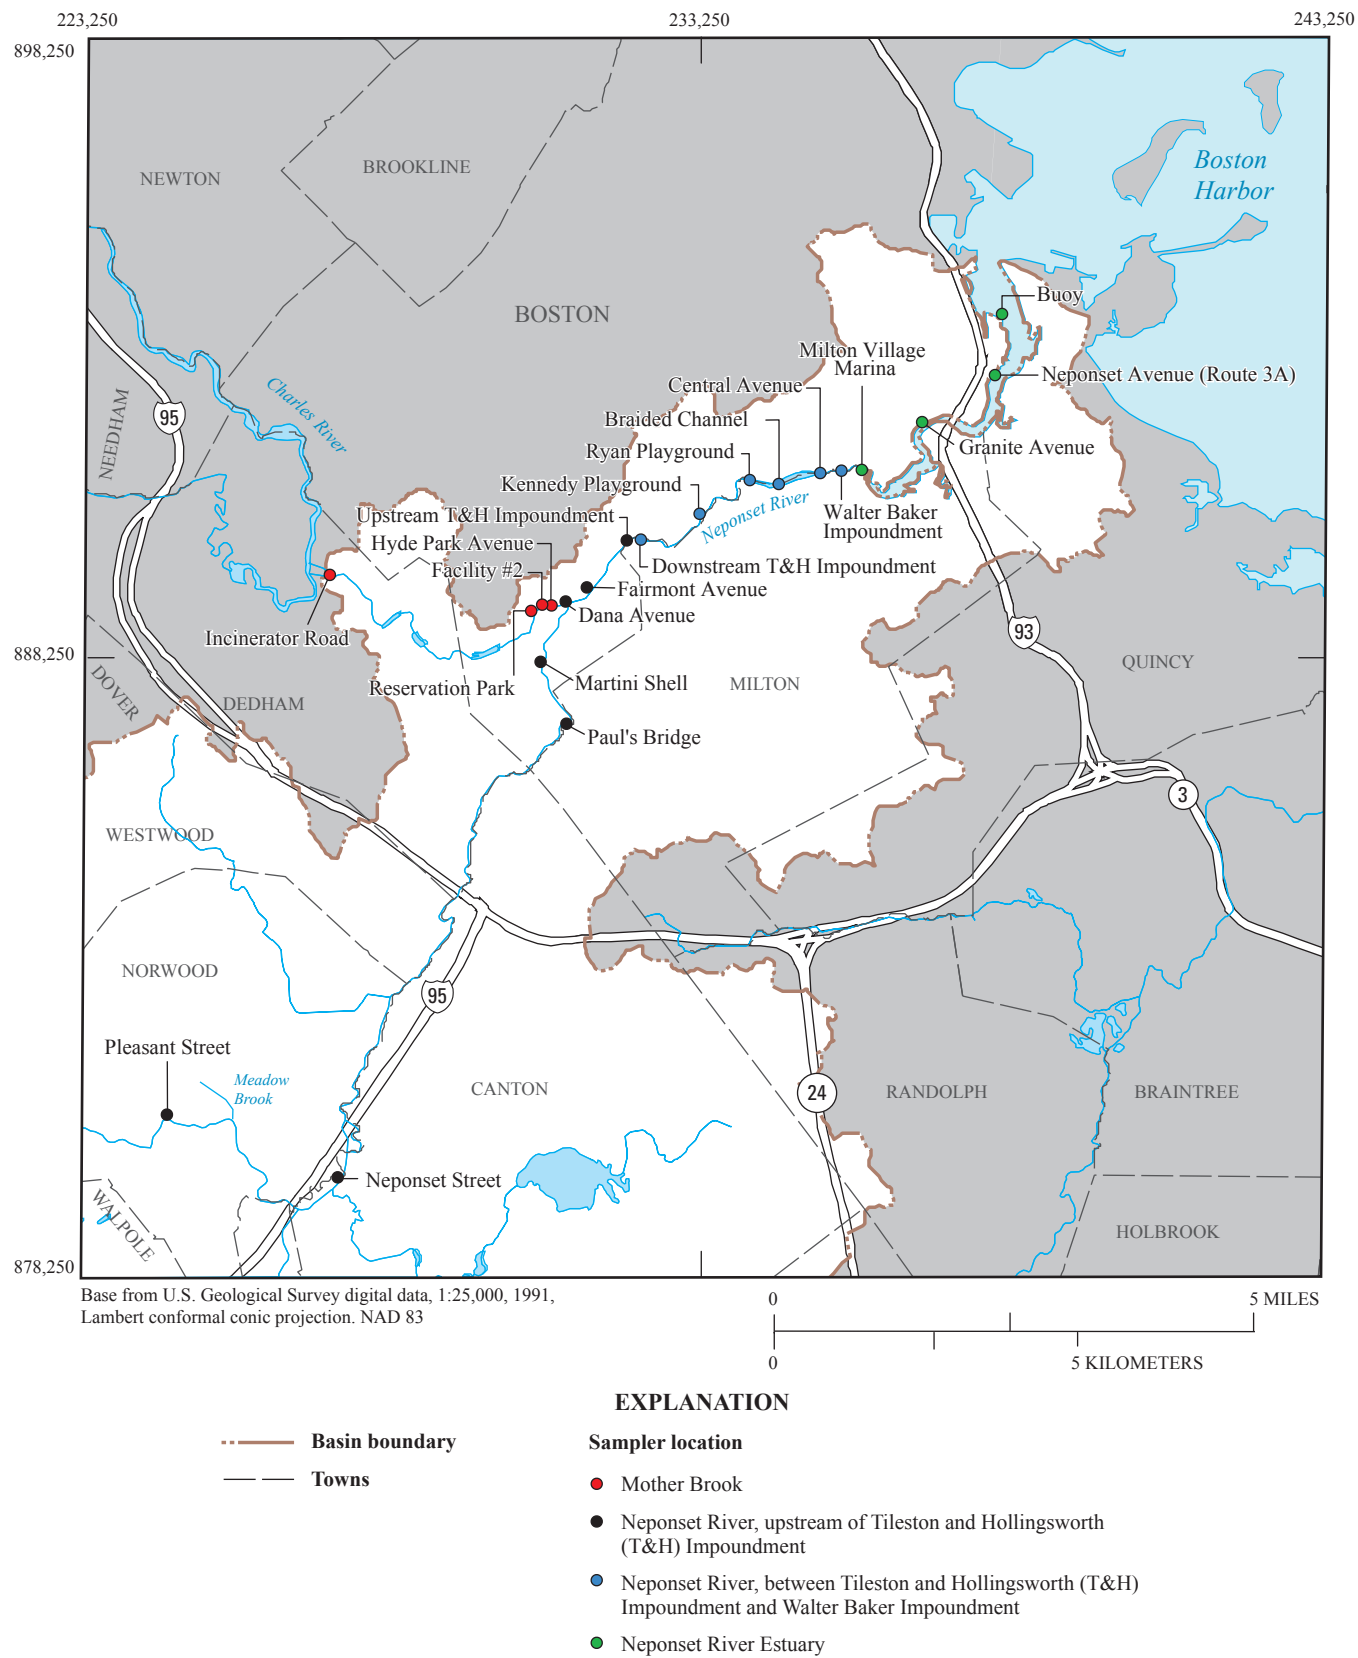 223,250
233,250
243,250
898,250
Boston
Harbor
BROOKLINE
NEWTON
Buoy
BOSTON
Milton Village
Marina
Neponset Avenue (Route 3A)
Central Avenue
Charles River
95
NEEDHAM
Braided Channel
Granite Avenue
Ryan Playground
Kennedy Playground
Neponset River
Walter Baker
Impoundment
Upstream T&H Impoundment
Hyde Park Avenue
Facility #2
Downstream T&H Impoundment
Fairmont Avenue
Dana Avenue
Incinerator Road
93
888,250
QUINCY
DOVER
Reservation Park
Martini Shell
MILTON
DEDHAM
Paul's Bridge
3
WESTWOOD
NORWOOD
95
Pleasant Street
Meadow
Brook
CANTON
24
RANDOLPH
BRAINTREE
Neponset Street
WALPOLE
HOLBROOK
878,250
Base from U.S. Geological Survey digital data, 1:25,000, 1991,
Lambert conformal conic projection. NAD 83
0
5 MILES
0
5 KILOMETERS
EXPLANATION
Basin boundary
Towns
Sampler location
Mother Brook
Neponset River, upstream of Tileston and Hollingsworth
(T&H) Impoundment
Neponset River, between Tileston and Hollingsworth (T&H)
Impoundment and Walter Baker Impoundment
Neponset River Estuary